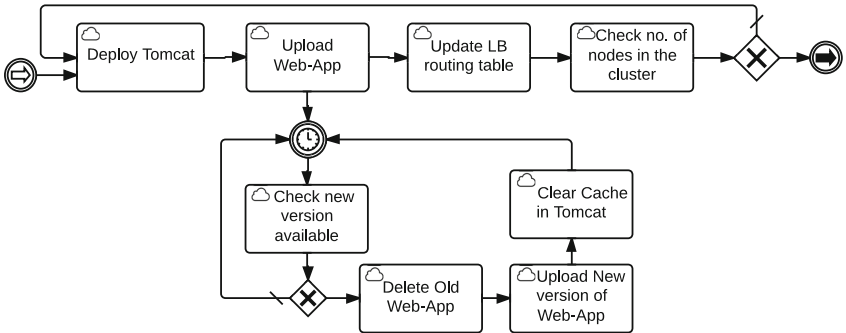 Deploy Tomcat
Upload
Web-App
Update LB
routing table
Check no. of
nodes in the
cluster
Check new
version
available
Clear Cache
in Tomcat
Delete Old
Web-App
Upload New
version of
Web-App